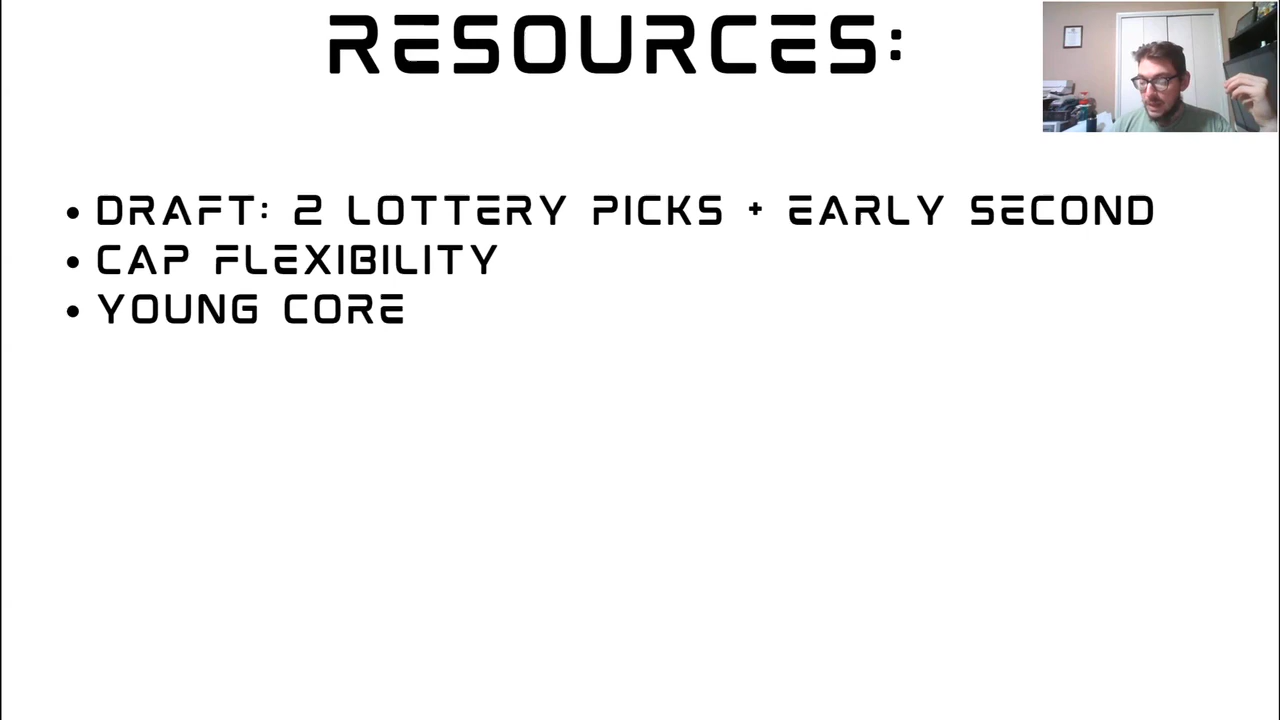 RESOURCES:
• DRAFT: 2 LOTTERY PICKS + EARLY SECOND
• CAP FLEXIBILITY
• YOUNG CORE